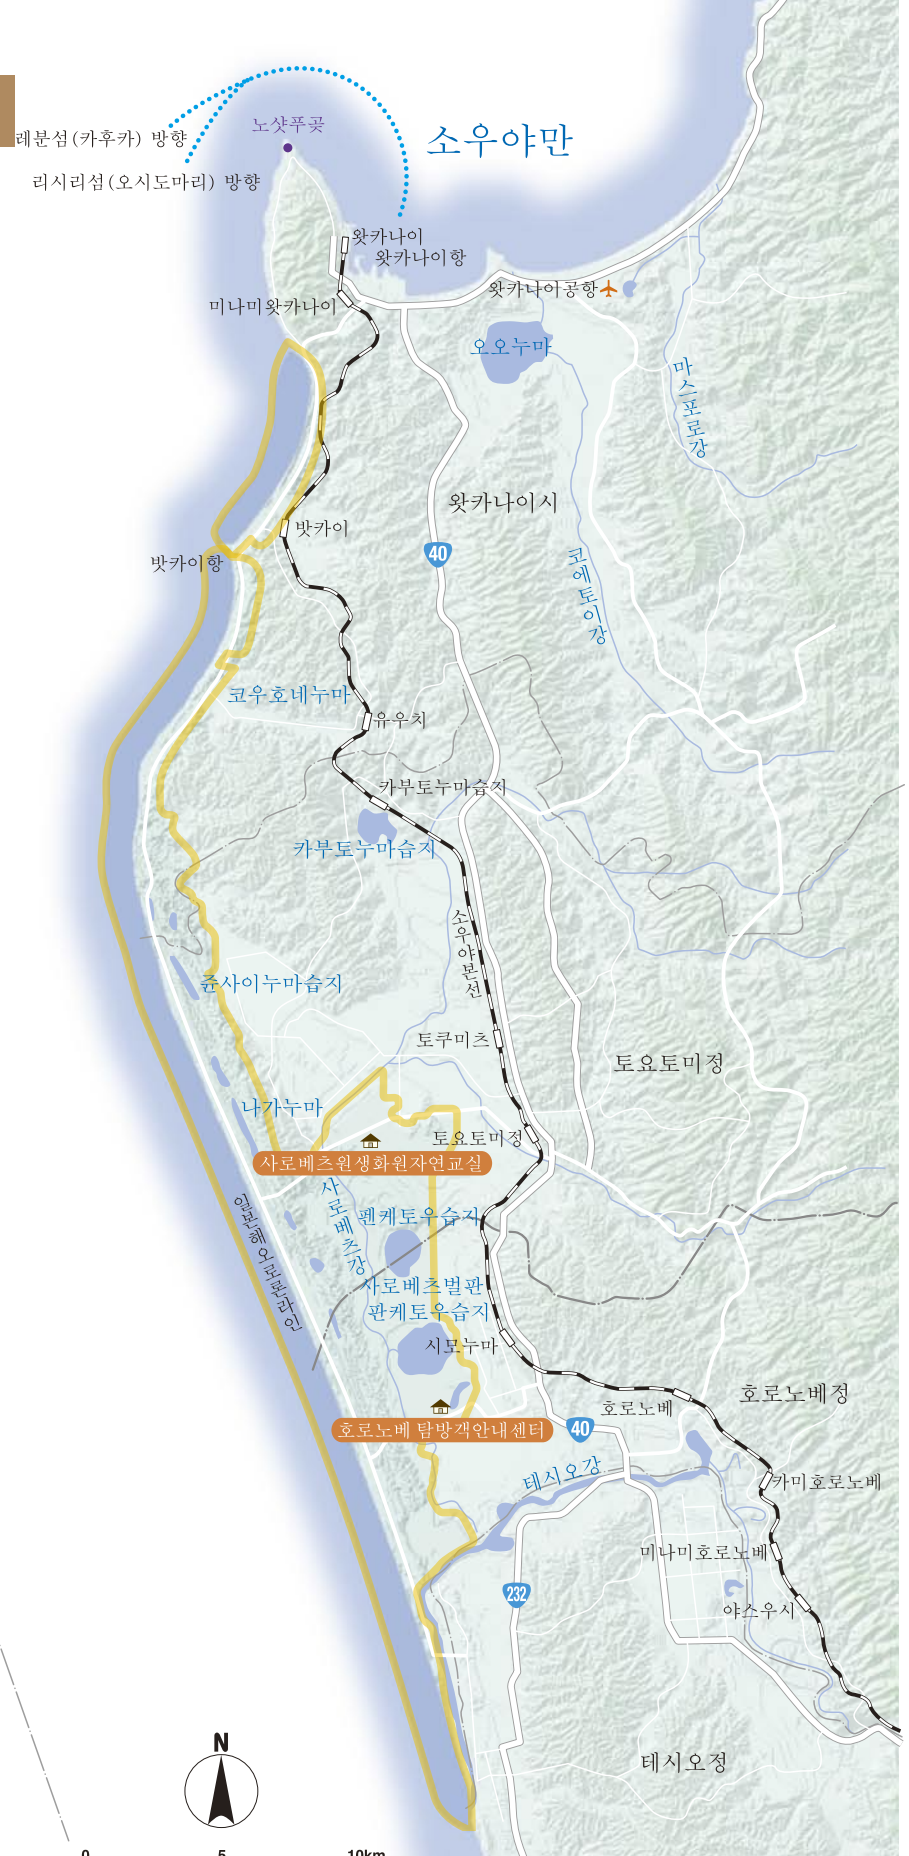 노샷푸곶
소우야만
레분섬(카후카) 방향
리시리섬(오시도마리) 방향
왓카나이
왓카나이항
왓카나이공항
미나미왓카나이
오오누마
마스포로강
왓카나이시
밧카이
40
밧카이항
코에토이강
코우호네누마
유우치
카부토누마습지
카부토누마습지
소우야본선
쥰사이누마습지
토쿠미츠
토요토미정
나가누마
토요토미정
사로베츠원생화원자연교실
사로베츠강
일본해오로론라인
펜케토우습지
사로베츠벌판
판케토우습지
시모누마
호로노베정
호로노베
호로노베 탐방객안내센터
40
테시오강
카미호로노베
미나미호로노베
232
야스우시
테시오정
N
0 5 10km